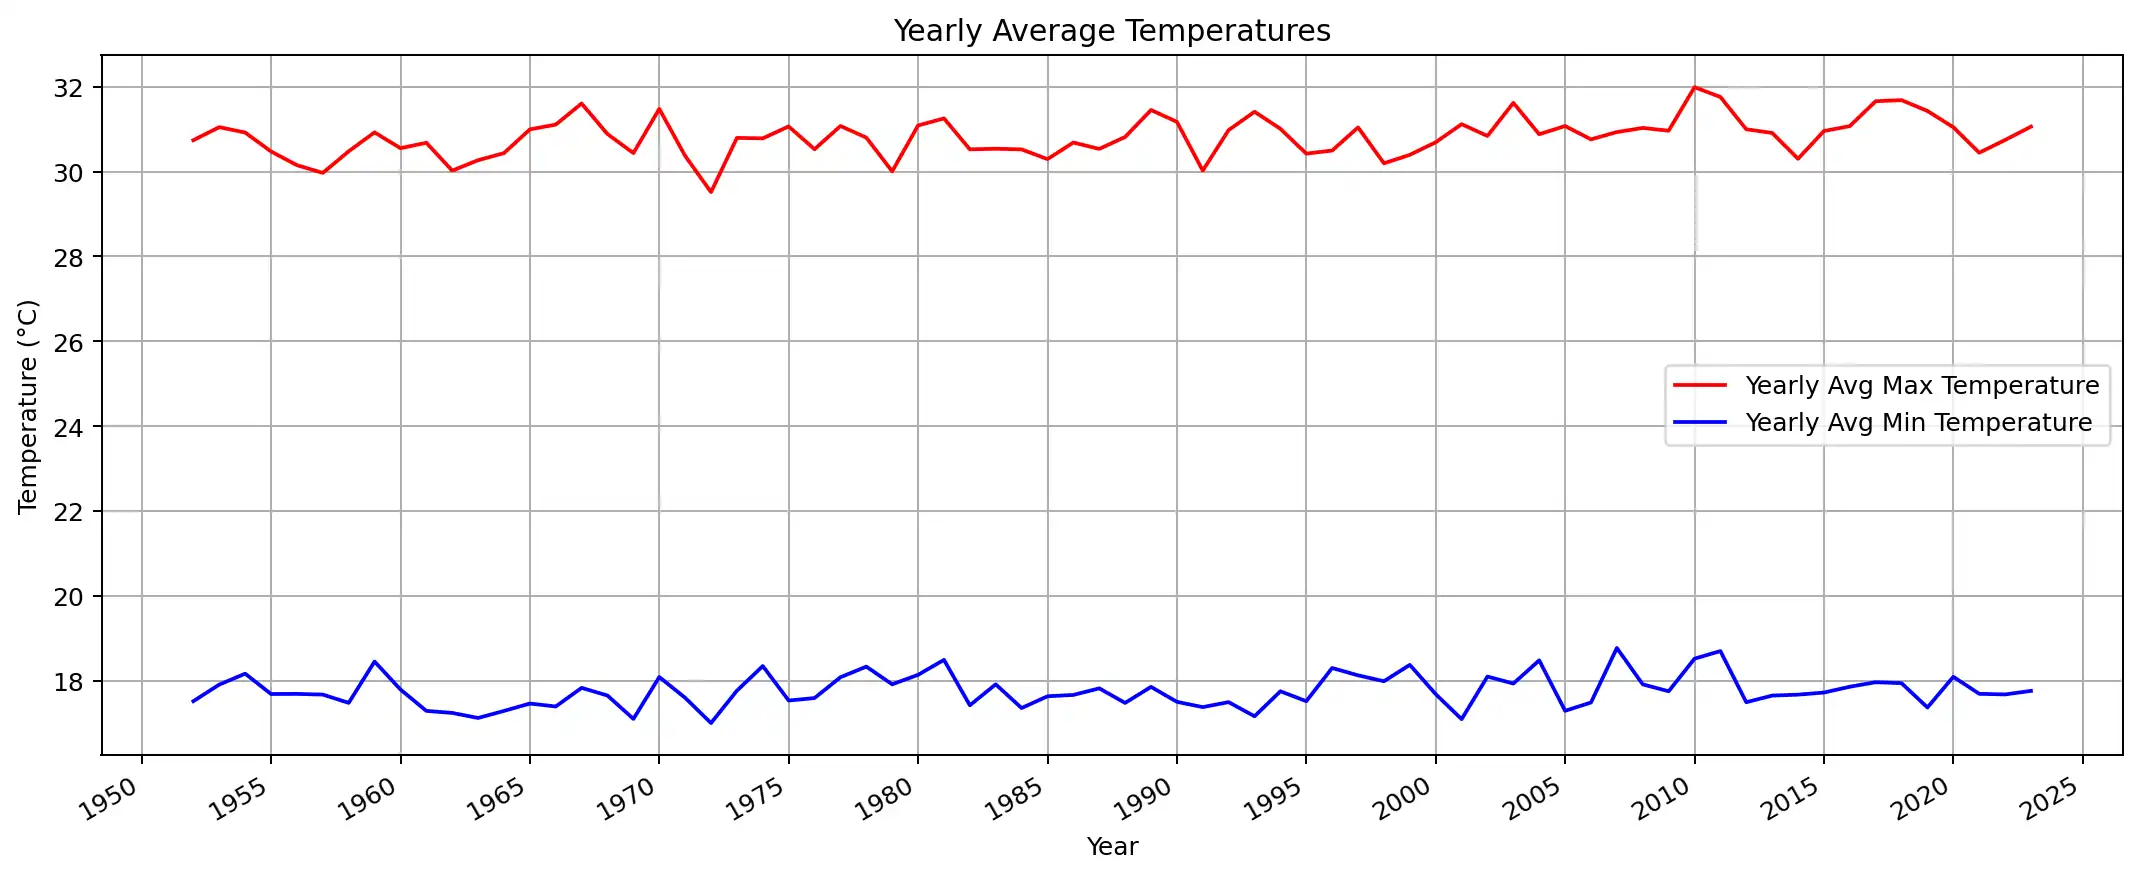 Yearly Average Temperatures
Temperature (°C)
32
30
28
26
24
22
20
18
Yearly Avg Max Temperature
Yearly Avg Min Temperature
1950 1955 1960 1965 1970 1975 1980 1985 1990 1995 2000 2005 2010 2015 2020 2025
Year